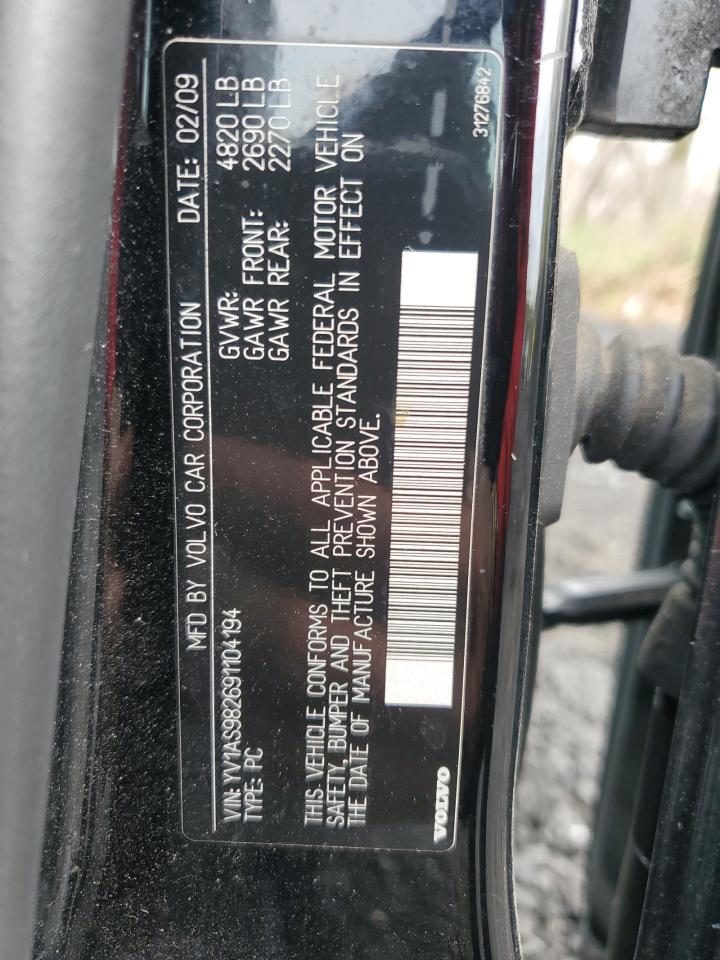 MFD BY VOLVO CAR CORPORATION DATE: 02/09
GVWR: 4820 LB
GAWR FRONT: 2690 LB
GAWR REAR: 2270 LB
VIN: YV1AS982691104194
TYPE: PC
THIS VEHICLE CONFORMS TO ALL APPLICABLE FEDERAL MOTOR VEHICLE
SAFETY, BUMPER AND THEFT PREVENTION STANDARDS IN EFFECT ON
THE DATE OF MANUFACTURE SHOWN ABOVE.
VOLVO
31276842